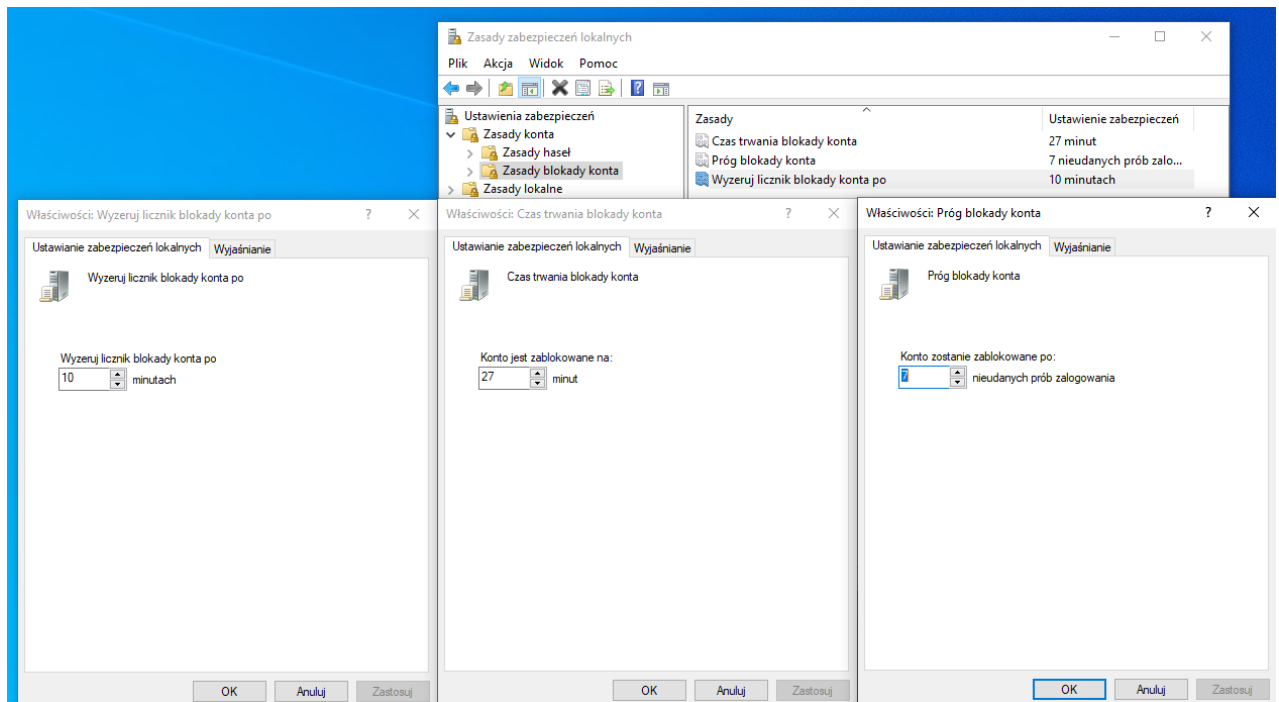 Zasady zabezpieczeń lokalnych
Plik Akcja Widok Pomoc
Ustawienia zabezpieczeń
Zasady konta
Zasady haseł
Zasady blokady konta
Zasady lokalne
Zasady Ustawienie zabezpieczeń
Czas trwania blokady konta 27 minut
Próg blokady konta 7 nieudanych prób zalo...
Wyzeruj licznik blokady konta po 10 minutach
Właściwości: Wyzeruj licznik blokady konta po
Ustawianie zabezpieczeń lokalnych Wyjaśnianie
Wyzeruj licznik blokady konta po
Wyzeruj licznik blokady konta po
10 minutach
OK Anuluj Zastosuj
Właściwości: Czas trwania blokady konta
Ustawianie zabezpieczeń lokalnych Wyjaśnianie
Czas trwania blokady konta
Konto jest zablokowane na:
27 minut
OK Anuluj Zastosuj
Właściwości: Próg blokady konta
Ustawianie zabezpieczeń lokalnych Wyjaśnianie
Próg blokady konta
Konto zostanie zablokowane po:
7 nieudanych prób zalogowania
OK Anuluj Zastosuj